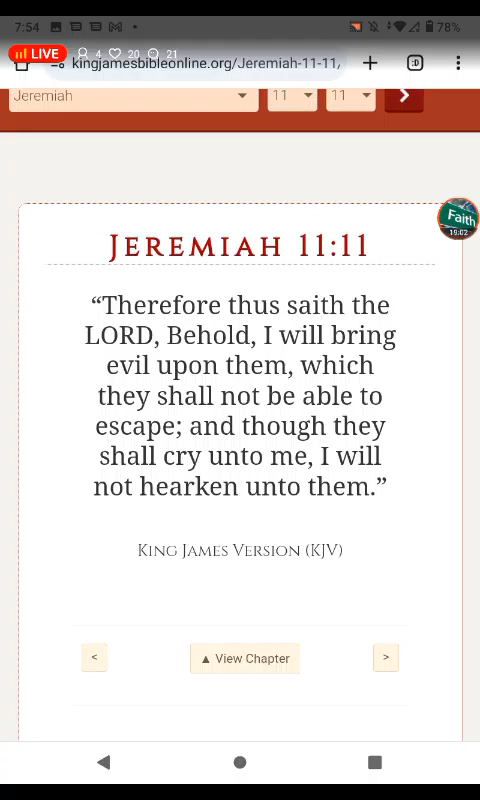 7:54 78%
LIVE 4 20 21
kingjamesbibleonline.org/Jeremiah-11-11/
:D
Jeremiah 11 11
Faith
19:02
JEREMIAH 11:11
“Therefore thus saith the
LORD, Behold, I will bring
evil upon them, which
they shall not be able to
escape; and though they
shall cry unto me, I will
not hearken unto them.”
KING JAMES VERSION (KJV)
< ▲ View Chapter >